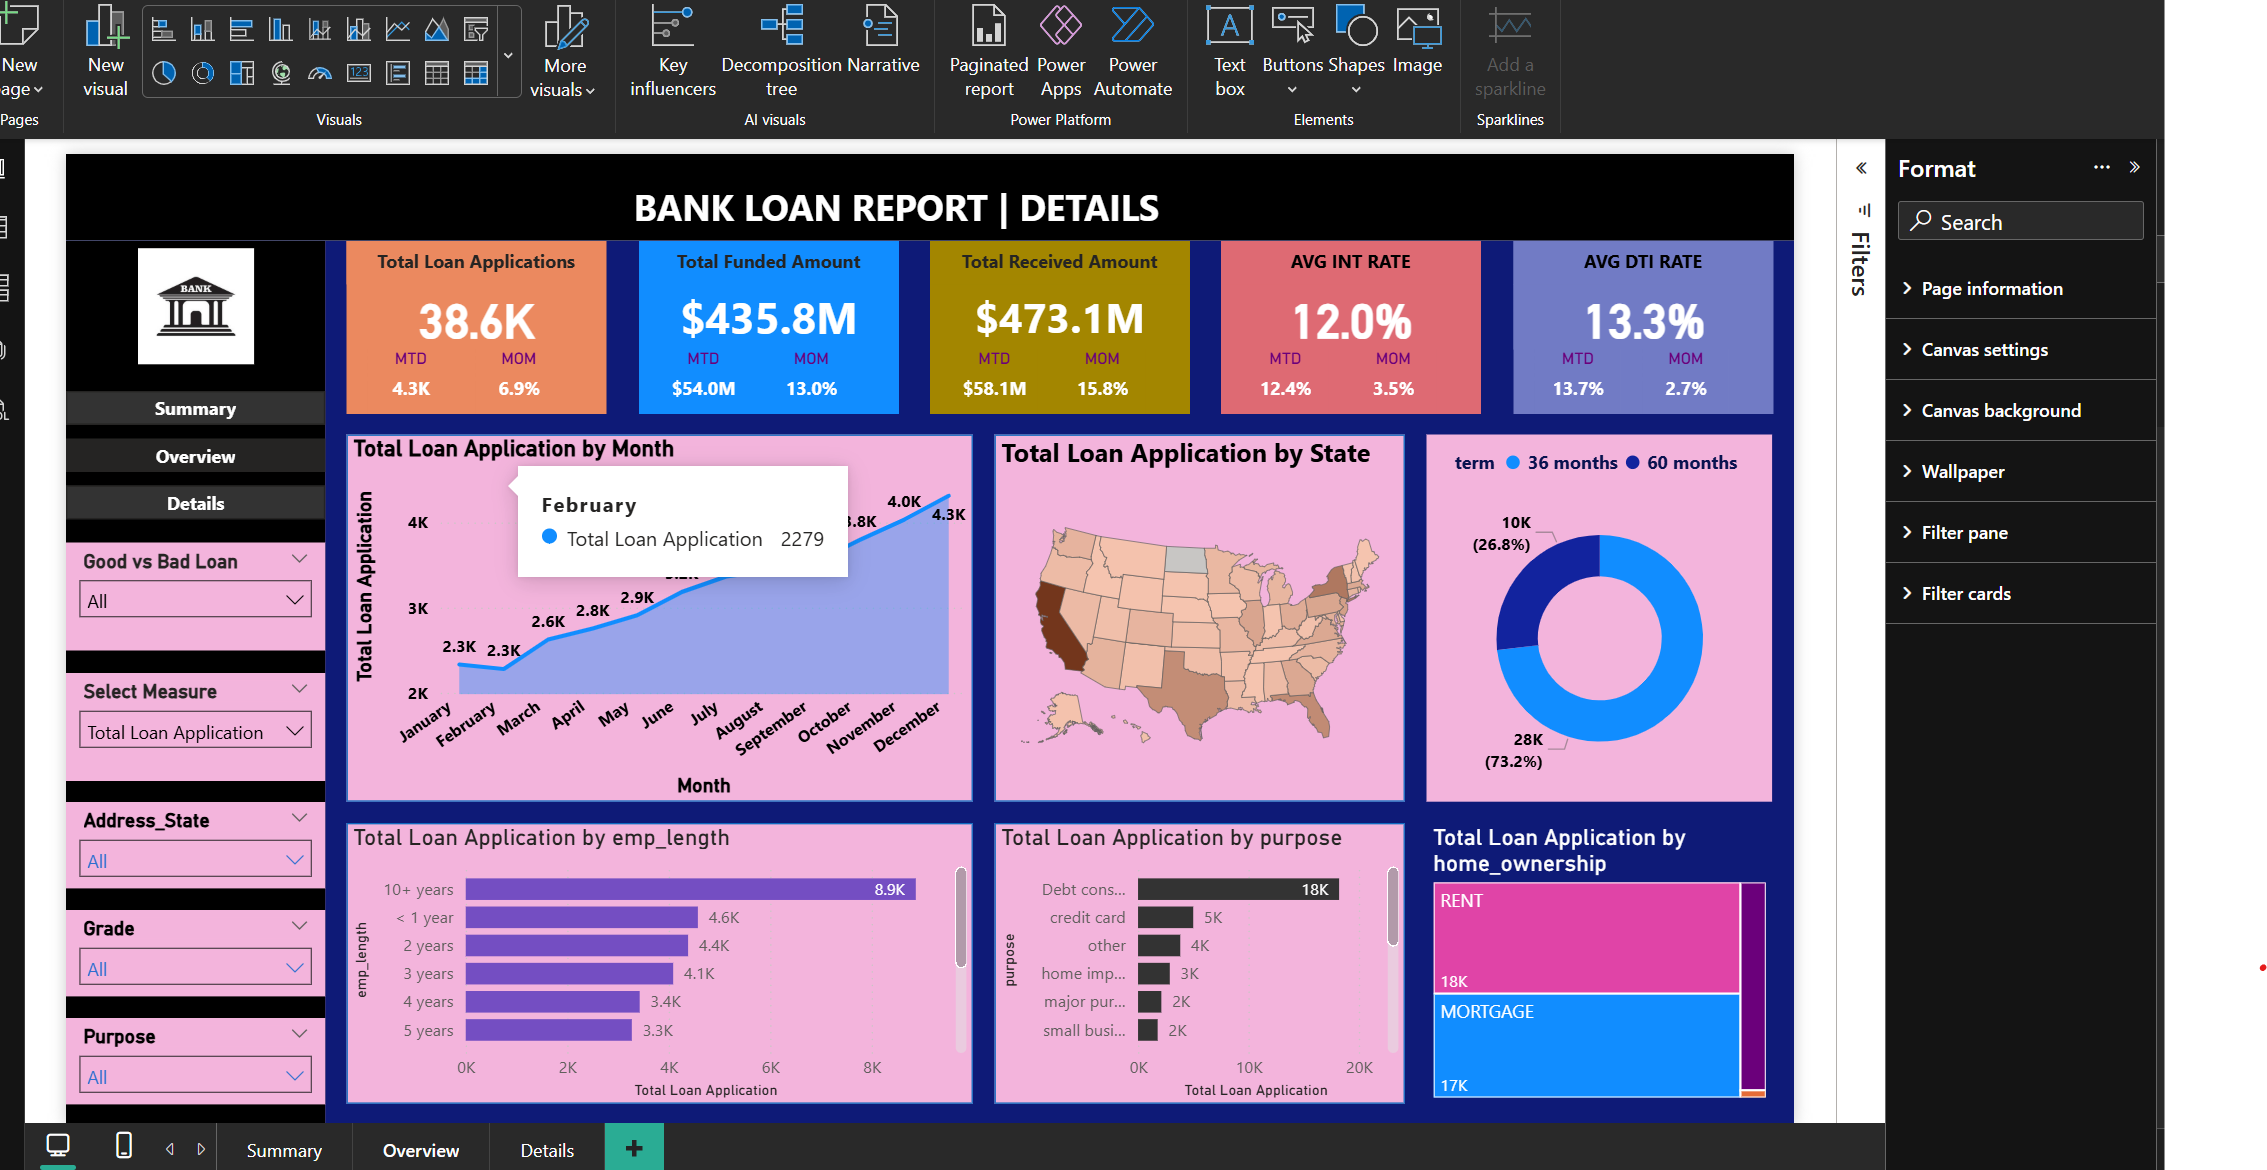 New
age
Pages
New
visual
123
More
visuals
Visuals
Key
influencers
Decomposition
tree
Narrative
AI visuals
Paginated
report
Power
Apps
Power
Automate
Power Platform
A
Text
box
Buttons
Shapes
Image
Elements
Add a
sparkline
Sparklines
BANK LOAN REPORT | DETAILS
BANK
Summary
Overview
Details
Good vs Bad Loan
All
Select Measure
Total Loan Application
Address_State
All
Grade
All
Purpose
All
Total Loan Applications
38.6K
MTD MOM
4.3K 6.9%
Total Funded Amount
$435.8M
MTD MOM
$54.0M 13.0%
Total Received Amount
$473.1M
MTD MOM
$58.1M 15.8%
AVG INT RATE
12.0%
MTD MOM
12.4% 3.5%
AVG DTI RATE
13.3%
MTD MOM
13.7% 2.7%
Total Loan Application by Month
Total Loan Application
4K
3K
2K
2.3K
2.3K
2.6K
2.8K
2.9K
4.0K
4.3K
February
Total Loan Application 2279
January
February
March
April
May
June
July
August
September
October
November
December
Month
Total Loan Application by State
term 36 months 60 months
10K
(26.8%)
28K
(73.2%)
Total Loan Application by emp_length
emp_length
10+ years 8.9K
< 1 year 4.6K
2 years 4.4K
3 years 4.1K
4 years 3.4K
5 years 3.3K
0K 2K 4K 6K 8K
Total Loan Application
Total Loan Application by purpose
purpose
Debt cons... 18K
credit card 5K
other 4K
home imp... 3K
major pur... 2K
small busi... 2K
0K 10K 20K
Total Loan Application
Total Loan Application by
home_ownership
RENT
18K
MORTGAGE
17K
Filters
Format
Search
Page information
Canvas settings
Canvas background
Wallpaper
Filter pane
Filter cards
Summary
Overview
Details